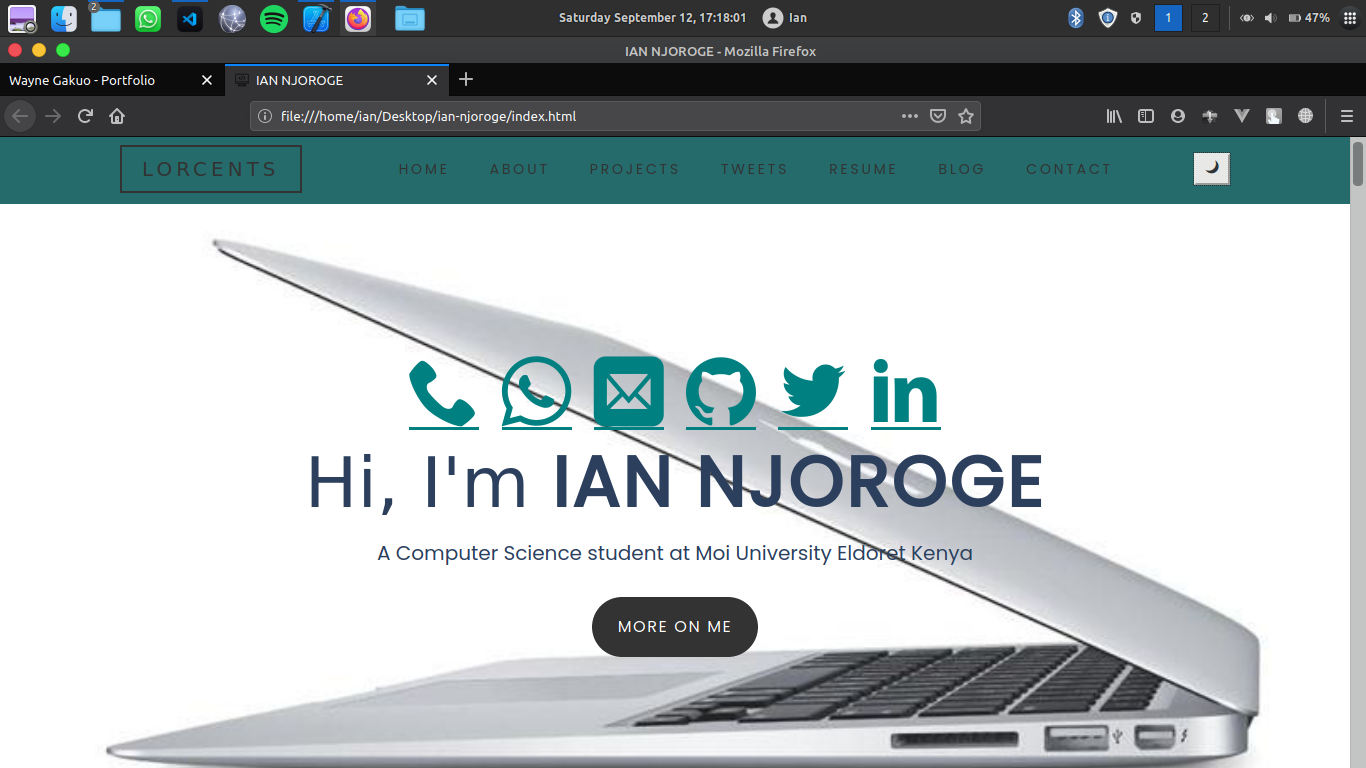 2
Saturday September 12, 17:18:01
Ian
1
2
47%
IAN NJOROGE - Mozilla Firefox
Wayne Gakuo - Portfolio
IAN NJOROGE
file:///home/ian/Desktop/ian-njoroge/index.html
LORCENTS
HOME
ABOUT
PROJECTS
TWEETS
RESUME
BLOG
CONTACT
in
Hi, I'm IAN NJOROGE
A Computer Science student at Moi University Eldoret Kenya
MORE ON ME